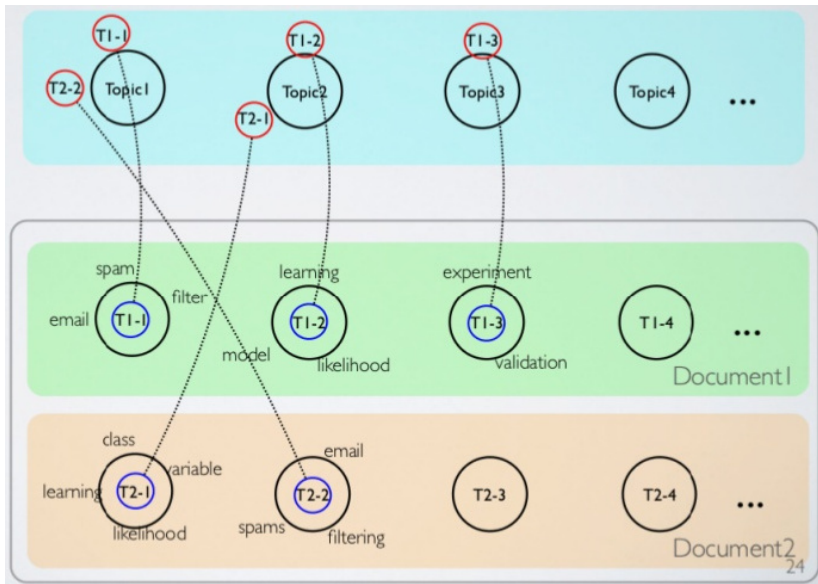 T1-1
T1-2
T1-3
T2-2
Topic1
Topic2
Topic3
Topic4
...
T2-1
spam
learning
experiment
email
filter
T1-1
T1-2
T1-3
T1-4
...
model
likelihood
validation
Document1
class
email
variable
learning
T2-1
T2-2
T2-3
T2-4
...
likelihood
spams
filtering
Document2
24